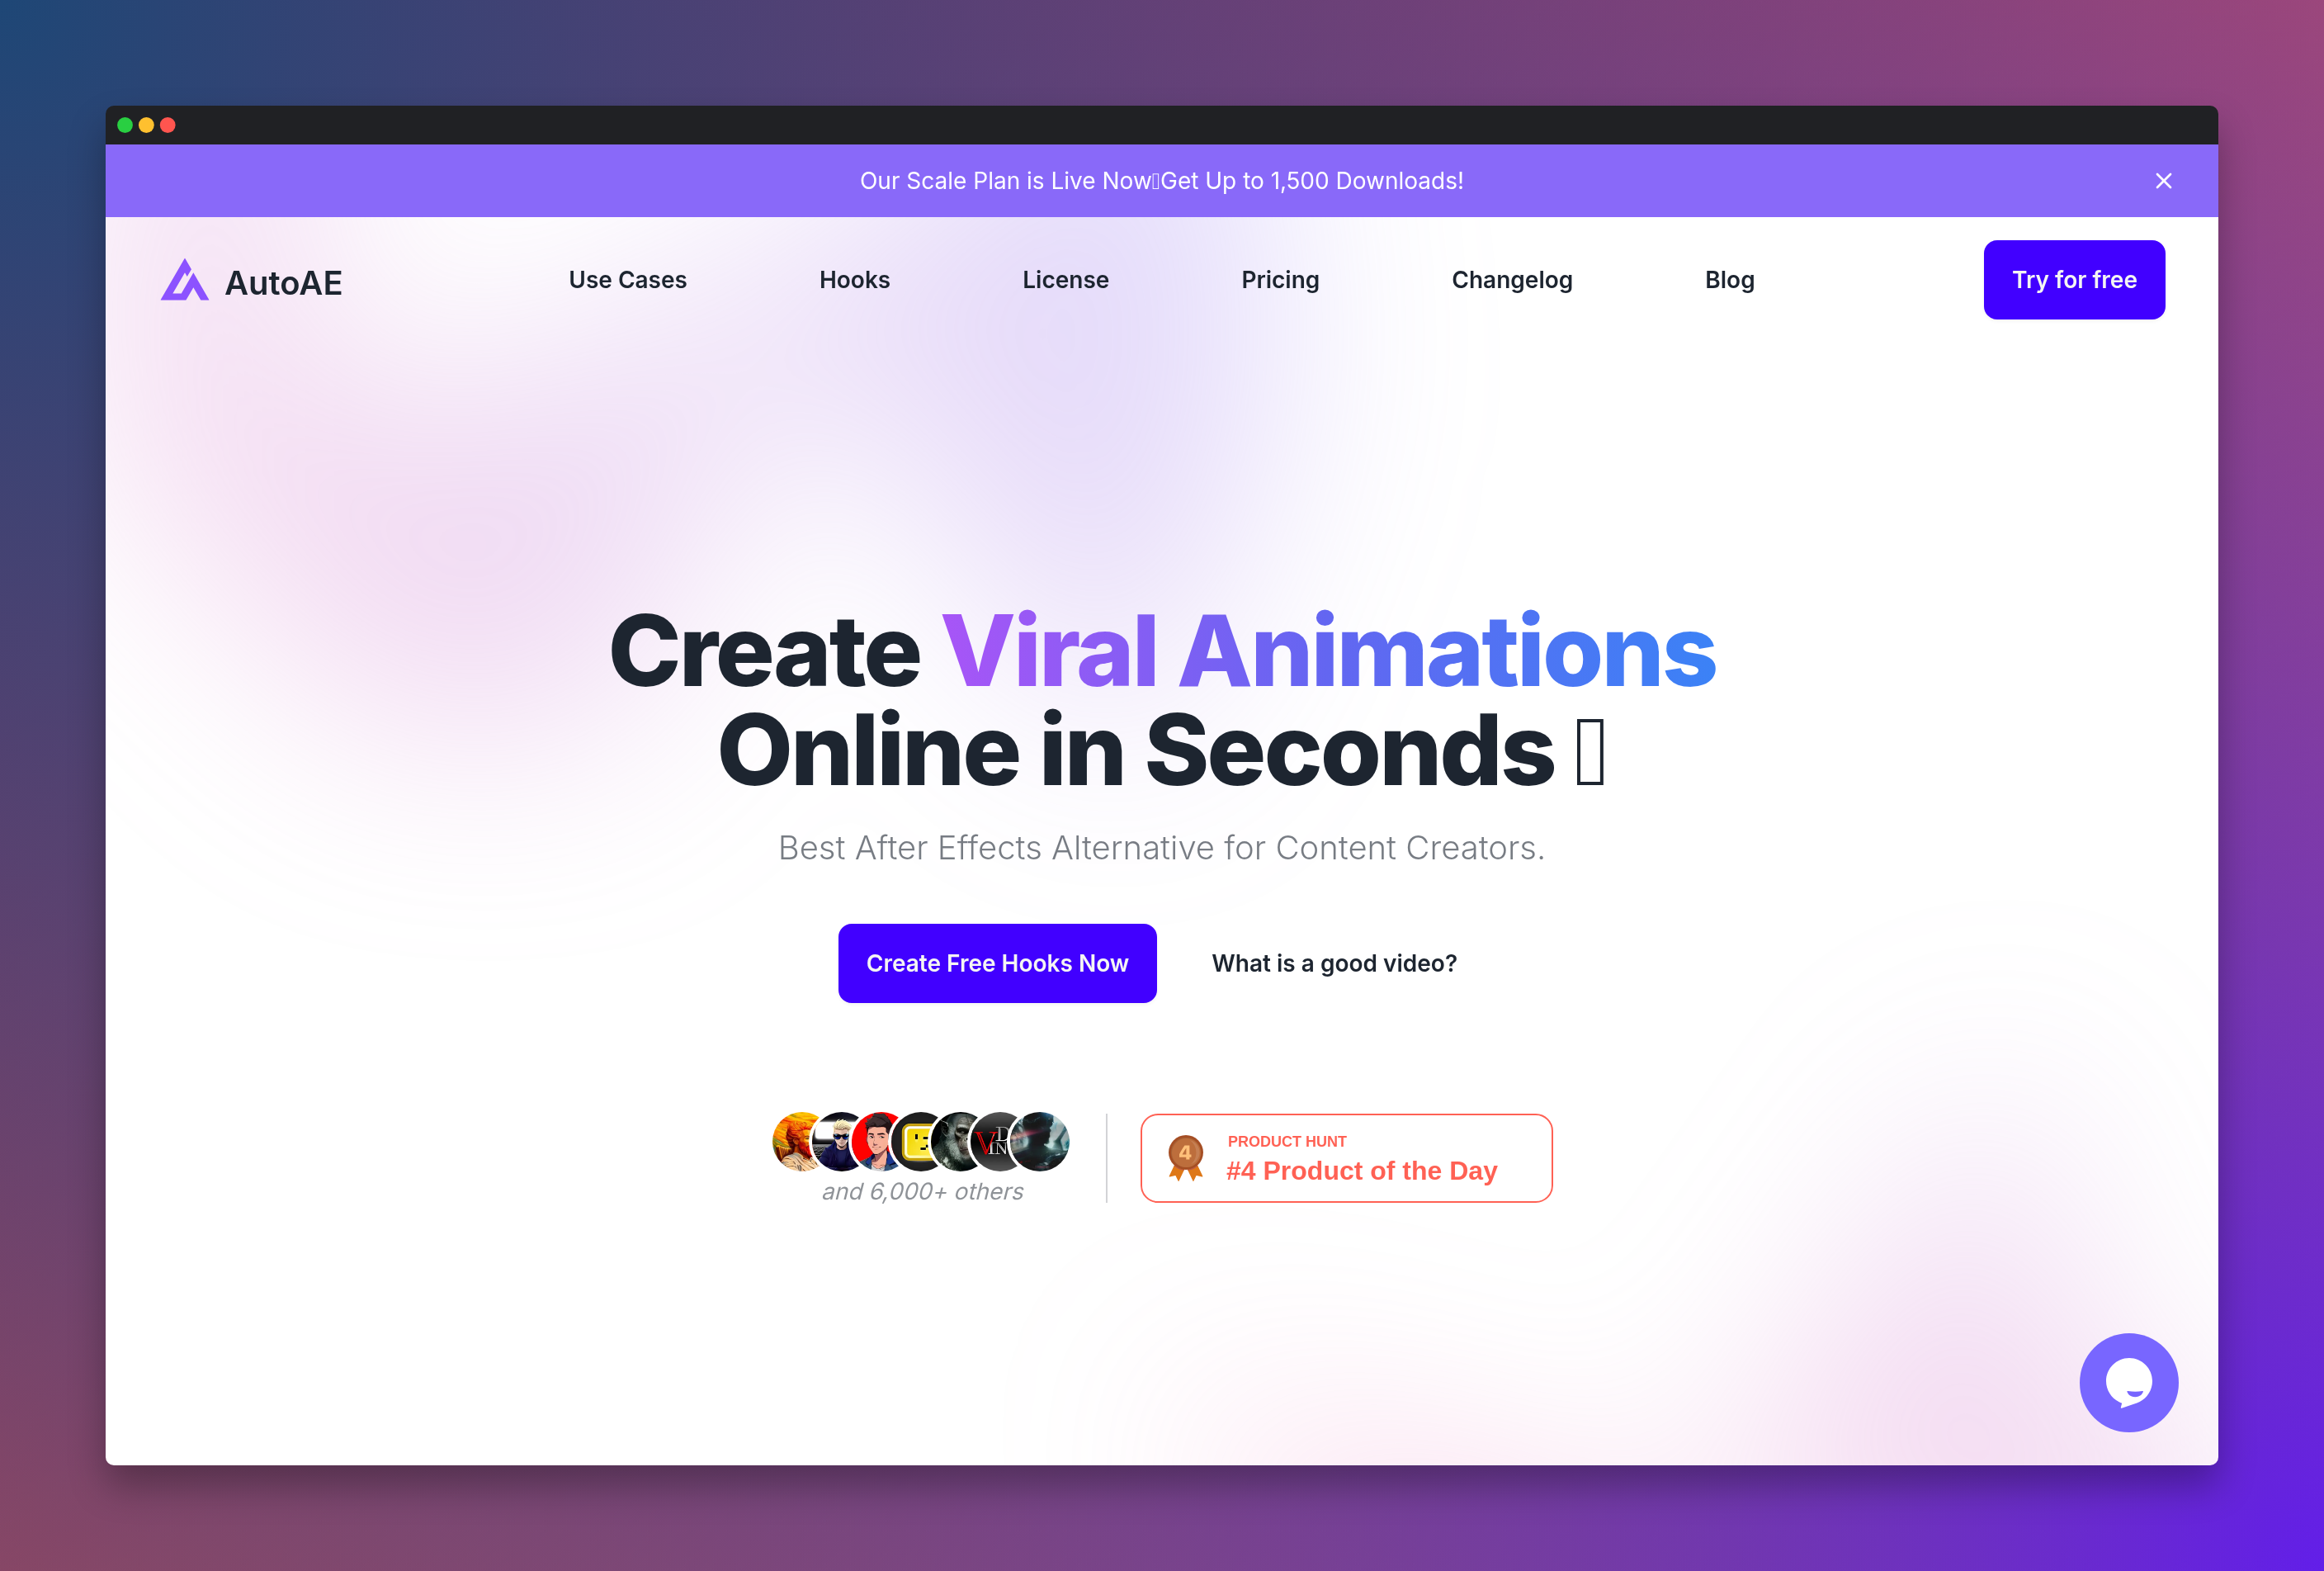 Our Scale Plan is Live Now▯Get Up to 1,500 Downloads!
AutoAE
Use Cases
Hooks
License
Pricing
Changelog
Blog
Try for free
Create Viral Animations
Online in Seconds ▯
Best After Effects Alternative for Content Creators.
Create Free Hooks Now
What is a good video?
VDIN
and 6,000+ others
4
PRODUCT HUNT
#4 Product of the Day